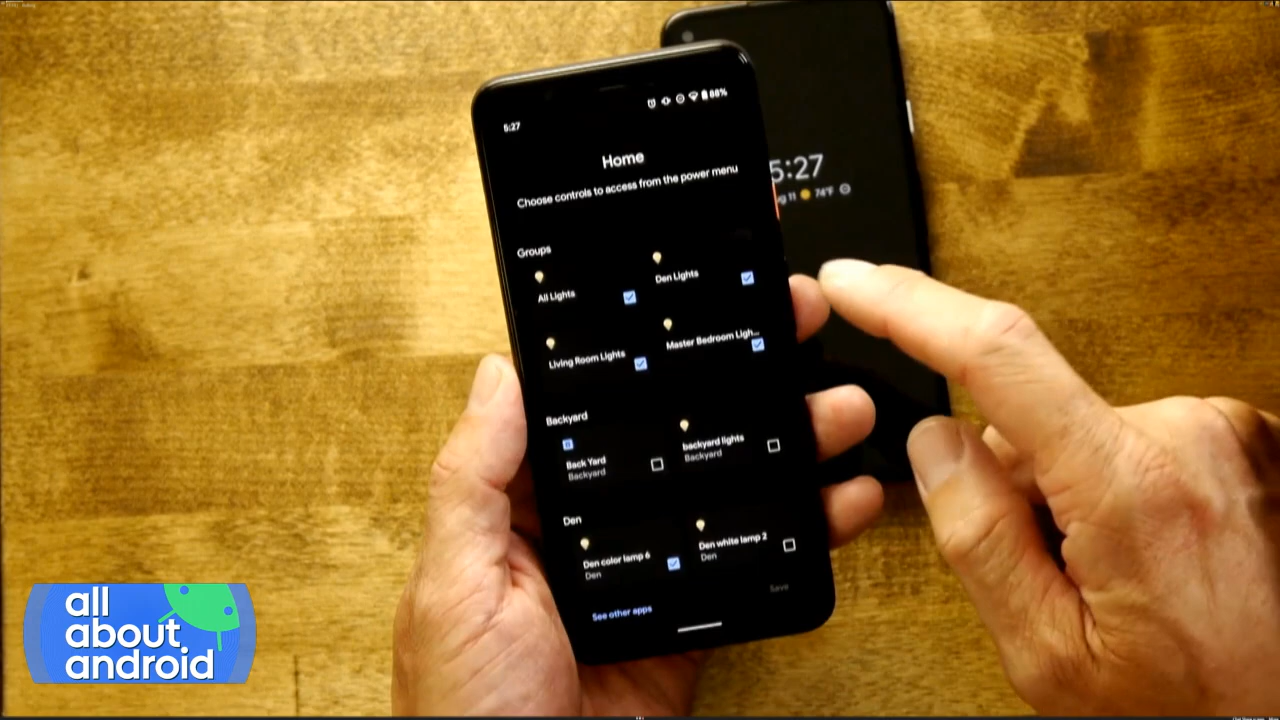 5:27
88%
Home
Choose controls to access from the power menu
Groups
All Lights
Den Lights
Living Room Lights
Master Bedroom Ligh...
Backyard
Back Yard
Backyard
backyard lights
Backyard
Den
Den color lamp 6
Den
Den white lamp 2
Den
Save
See other apps
5:27
ug 11
74°F
all
about
android